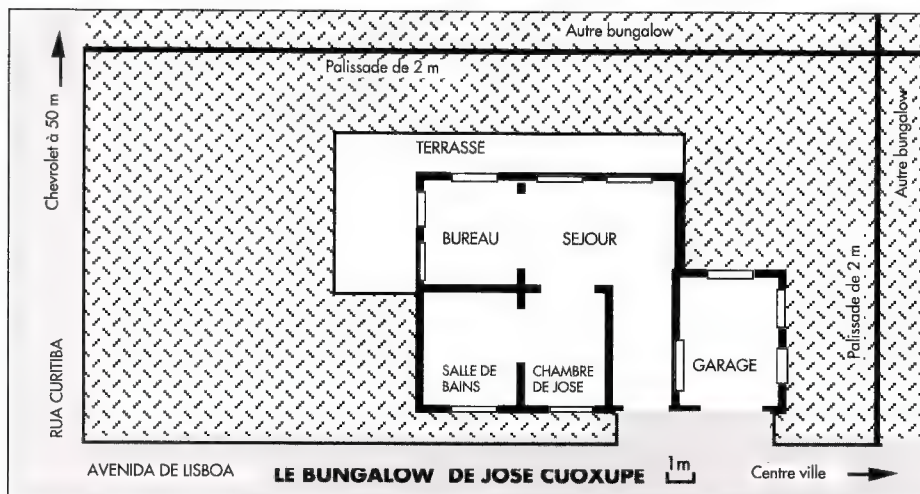 Autre bungalow
Palissade de 2 m
Chevrolet à 50 m
Autre bungalow
TERRASSE
BUREAU
SEJOUR
Palissade de 2 m
RUA CURITIBA
SALLE DE
BAINS
CHAMBRE
DE JOSE
GARAGE
AVENIDA DE LISBOA
LE BUNGALOW DE JOSE CUOXUPE
1m
Centre ville